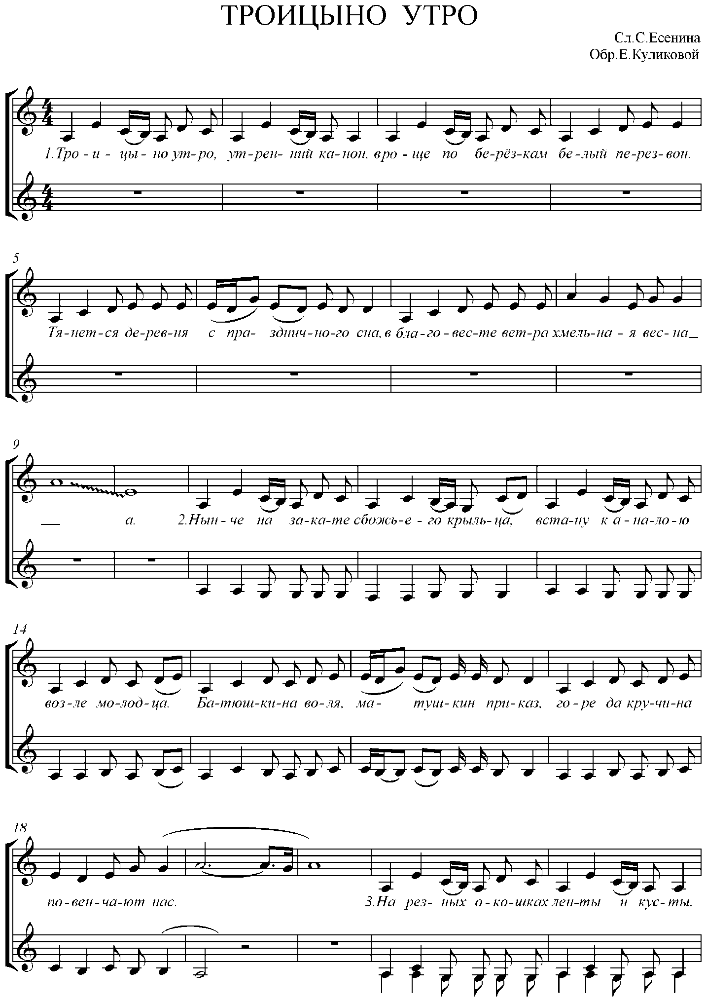 ТРОИЦЫНО УТРО
Сл.С.Есенина
Обр.Е.Куликовой
1.Тро-и-цы-но ут-ро, ут-рен-ний ка-нон, в ро-ще по бе-рёз-кам бе-лый пе-рез-вон.
5
Тя-нет-ся де-рев-ня с пра-зднич-но-го сна, в бла-го-вес-те вет-ра хмель-на-я вес-на_
9
_ а. 2.Нын-че на за-ка-те с божь-е-го крыль-ца, вста-ну к а-на-ло-ю
14
воз-ле мо-лод-ца. Ба-тюш-ки-на во-ля, ма-туш-кин при-каз, го-ре да кру-чи-на
18
по-вен-ча-ют нас. 3.На рез-ных о-ко-шках лен-ты и кус-ты.